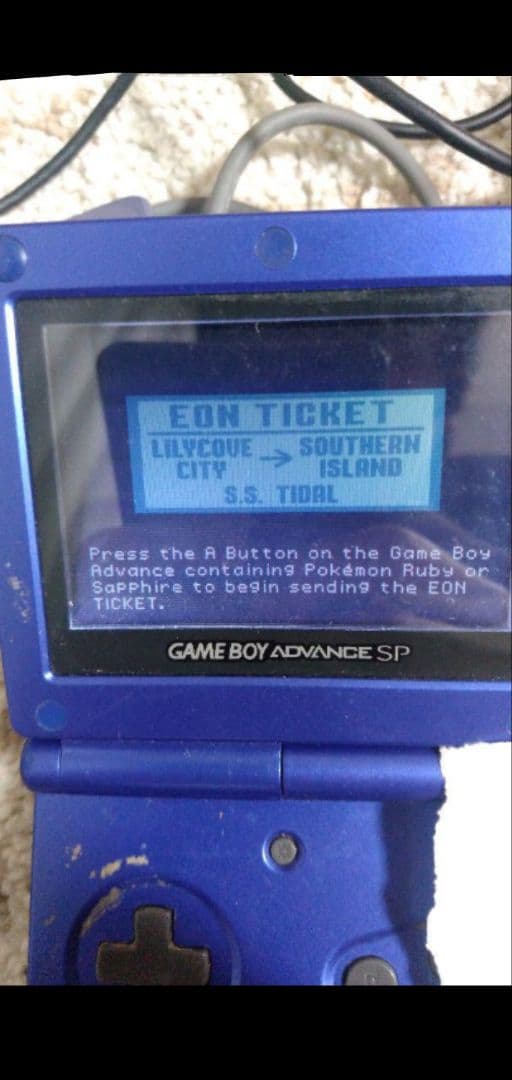 EON TICKET
LILYCOVE CITY → SOUTHERN ISLAND
S.S. TIDAL
Press the A Button on the Game Boy
Advance containing Pokémon Ruby or
Sapphire to begin sending the EON
TICKET.
GAME BOY ADVANCE SP